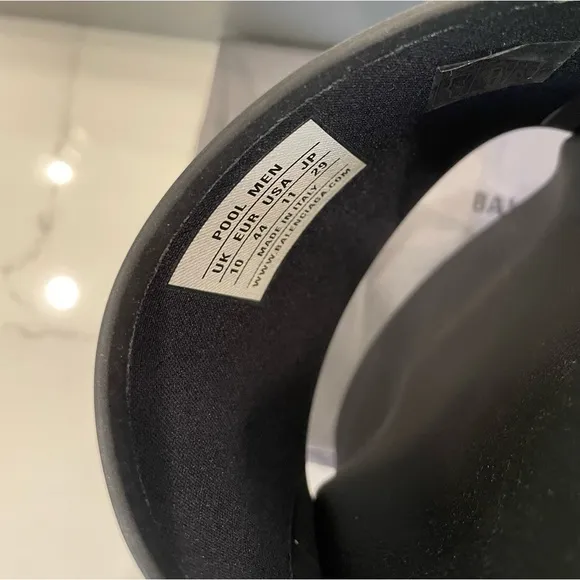 POOL MEN
UK EUR USA JP
10 44 11 29
MADE IN ITALY
WWW.BALENCIAGA.COM